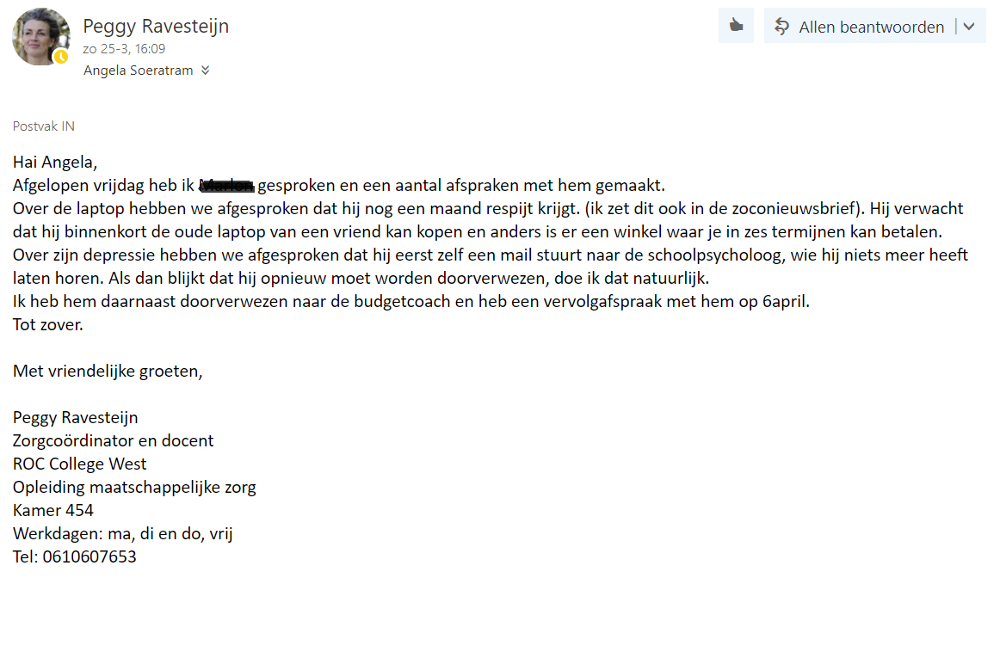 Peggy Ravesteijn
zo 25-3, 16:09
Angela Soeratram
Allen beantwoorden
Postvak IN
Hai Angela,
Afgelopen vrijdag heb ik gesproken en een aantal afspraken met hem gemaakt.
Over de laptop hebben we afgesproken dat hij nog een maand respijt krijgt. (ik zet dit ook in de zoconieuwsbrief). Hij verwacht
dat hij binnenkort de oude laptop van een vriend kan kopen en anders is er een winkel waar je in zes termijnen kan betalen.
Over zijn depressie hebben we afgesproken dat hij eerst zelf een mail stuurt naar de schoolpsycholoog, wie hij niets meer heeft
laten horen. Als dan blijkt dat hij opnieuw moet worden doorverwezen, doe ik dat natuurlijk.
Ik heb hem daarnaast doorverwezen naar de budgetcoach en heb een vervolgafspraak met hem op 6april.
Tot zover.
Met vriendelijke groeten,
Peggy Ravesteijn
Zorgcoördinator en docent
ROC College West
Opleiding maatschappelijke zorg
Kamer 454
Werkdagen: ma, di en do, vrij
Tel: 0610607653